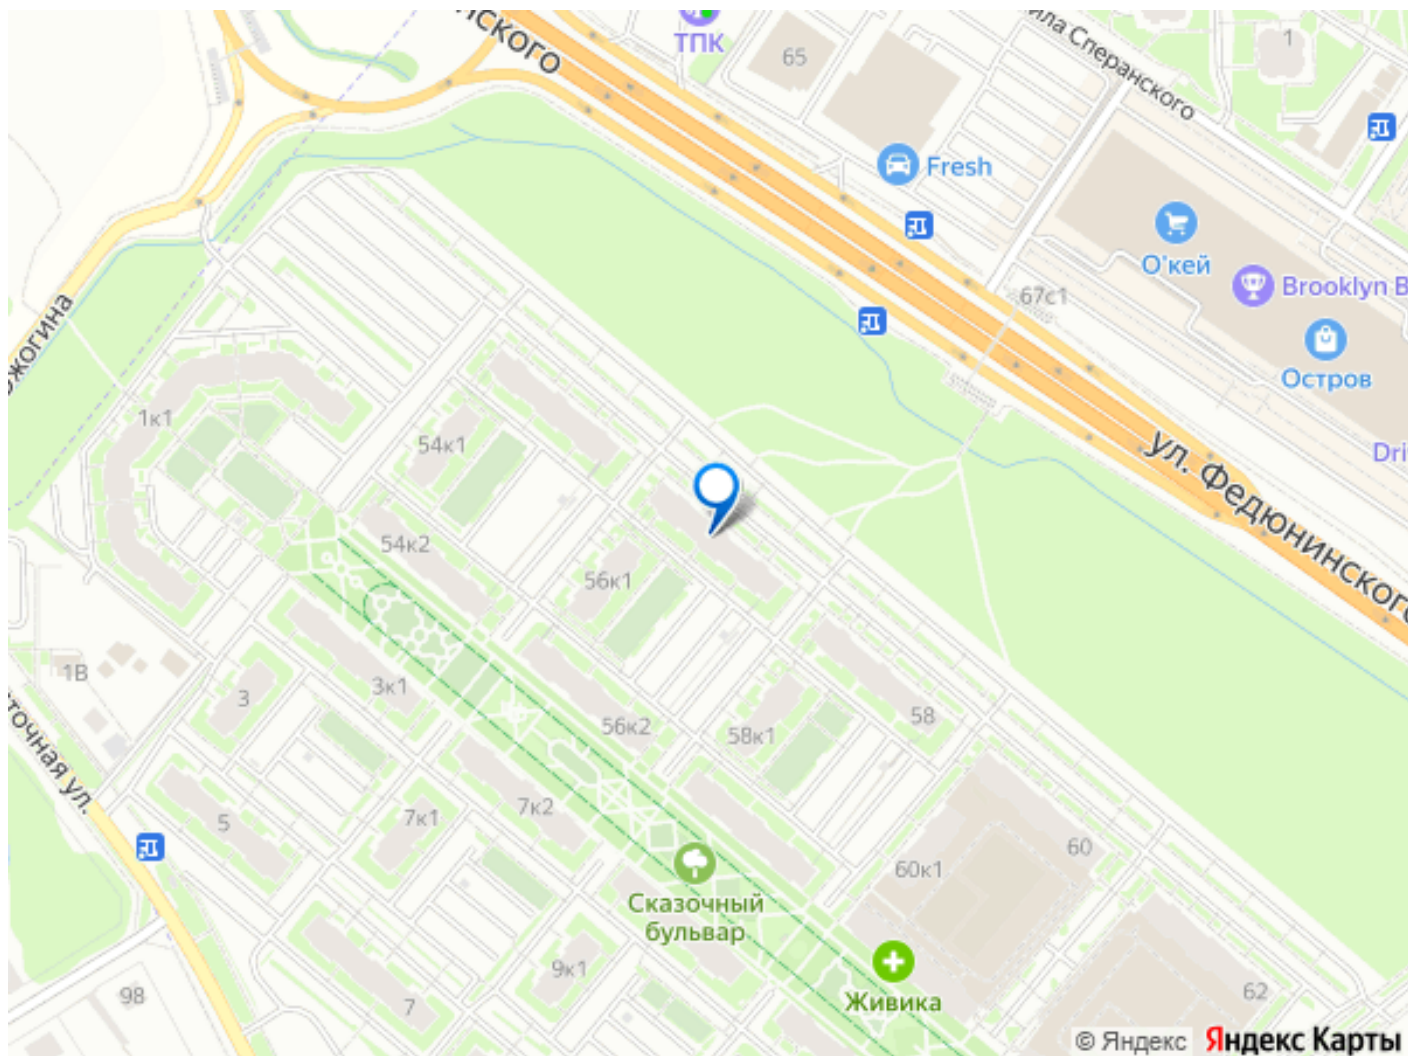 ТПК
65
1
ила Сперанского
нского
Fresh
О'кей
67с1
Brooklyn B
Остров
Dri
ул. Федюнинского
ожогина
1к1
54к1
54к2
56к1
1В
3
3к1
56к2
58к1
58
точная ул.
5
7к1
7к2
60к1
60
Сказочный
бульвар
9к1
7
98
Живика
62
© Яндекс
Яндекс Карты